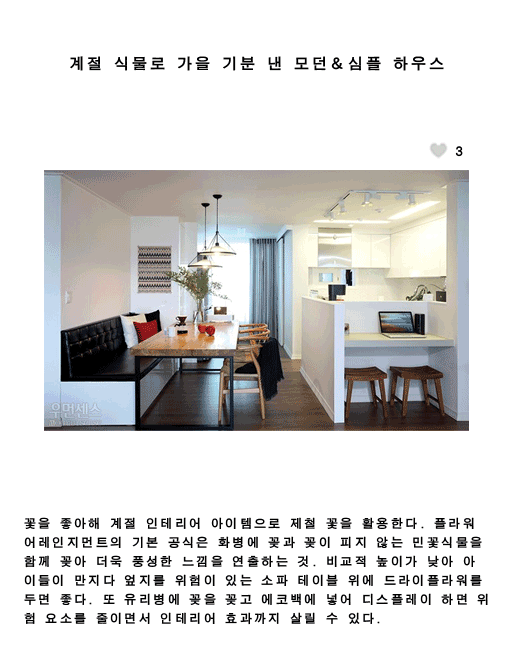 계절 식물로 가을 기분 낸 모던&심플 하우스
3
우먼센스
꽃을 좋아해 계절 인테리어 아이템으로 제철 꽃을 활용한다. 플라워
어레인지먼트의 기본 공식은 화병에 꽃과 꽃이 피지 않는 민꽃식물을
함께 꽂아 더욱 풍성한 느낌을 연출하는 것. 비교적 높이가 낮아 아
이들이 만지다 엎지를 위험이 있는 소파 테이블 위에 드라이플라워를
두면 좋다. 또 유리병에 꽃을 꽂고 에코백에 넣어 디스플레이 하면 위
험 요소를 줄이면서 인테리어 효과까지 살릴 수 있다.